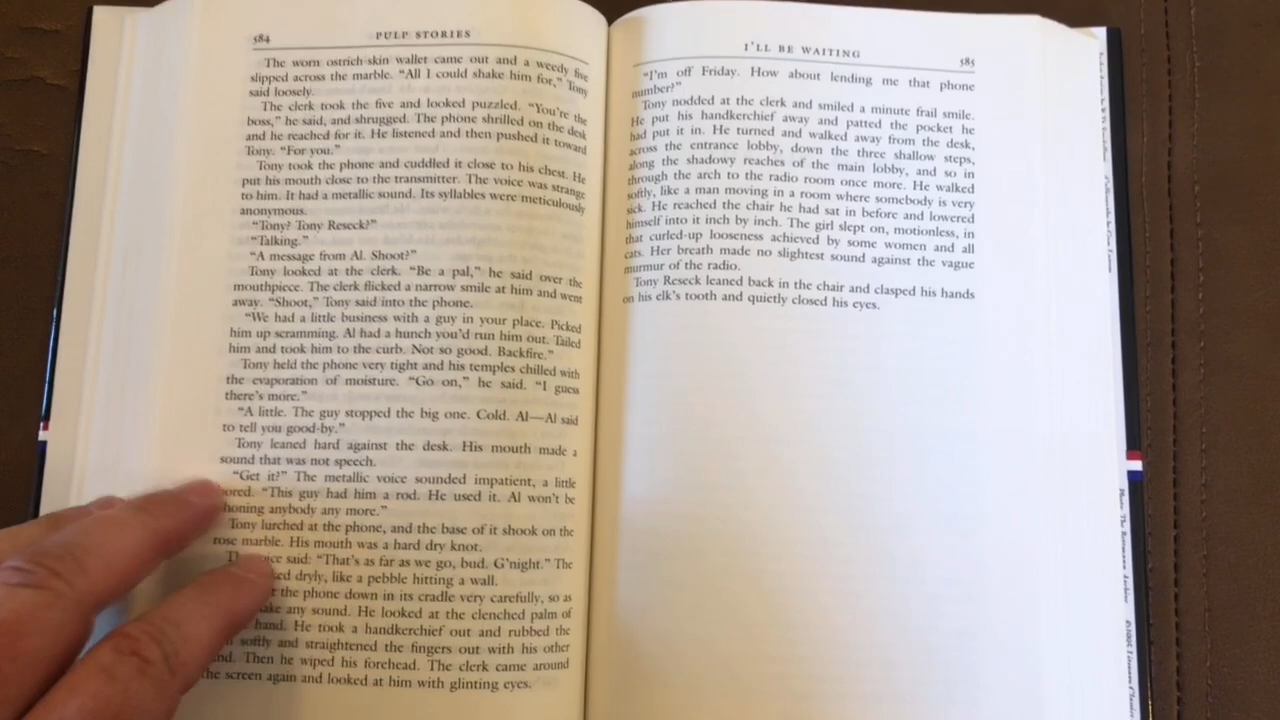 584
PULP STORIES
The worn ostrich-skin wallet came out and a weedy five
slipped across the marble. “All I could shake him for,” Tony
said loosely.
The clerk took the five and looked puzzled. “You’re the
boss,” he said, and shrugged. The phone shrilled on the desk
and he reached for it. He listened and then pushed it toward
Tony. “For you.”
Tony took the phone and cuddled it close to his chest. He
put his mouth close to the transmitter. The voice was strange
to him. It had a metallic sound. Its syllables were meticulously
anonymous.
“Tony? Tony Reseck?”
“Talking.”
“A message from Al. Shoot?”
Tony looked at the clerk. “Be a pal,” he said over the
mouthpiece. The clerk flicked a narrow smile at him and went
away. “Shoot,” Tony said into the phone.
“We had a little business with a guy in your place. Picked
him up scramming. Al had a hunch you’d run him out. Tailed
him and took him to the curb. Not so good. Backfire.”
Tony held the phone very tight and his temples chilled with
the evaporation of moisture. “Go on,” he said. “I guess
there’s more.”
“A little. The guy stopped the big one. Cold. Al—Al said
to tell you good-by.”
Tony leaned hard against the desk. His mouth made a
sound that was not speech.
“Get it?” The metallic voice sounded impatient, a little
bored. “This guy had him a rod. He used it. Al won’t be
honing anybody any more.”
Tony lurched at the phone, and the base of it shook on the
rose marble. His mouth was a hard dry knot.
said: “That’s as far as we go, bud. G’night.” The
dryly, like a pebble hitting a wall.
the phone down in its cradle very carefully, so as
any sound. He looked at the clenched palm of
hand. He took a handkerchief out and rubbed the
softly and straightened the fingers out with his other
Then he wiped his forehead. The clerk came around
the screen again and looked at him with glinting eyes.
I’LL BE WAITING
585
“I’m off Friday. How about lending me that phone
number?”
Tony nodded at the clerk and smiled a minute frail smile.
He put his handkerchief away and patted the pocket he
had put it in. He turned and walked away from the desk,
across the entrance lobby, down the three shallow steps,
along the shadowy reaches of the main lobby, and so in
through the arch to the radio room once more. He walked
softly, like a man moving in a room where somebody is very
sick. He reached the chair he had sat in before and lowered
himself into it inch by inch. The girl slept on, motionless, in
that curled-up looseness achieved by some women and all
cats. Her breath made no slightest sound against the vague
murmur of the radio.
Tony Reseck leaned back in the chair and clasped his hands
on his elk’s tooth and quietly closed his eyes.